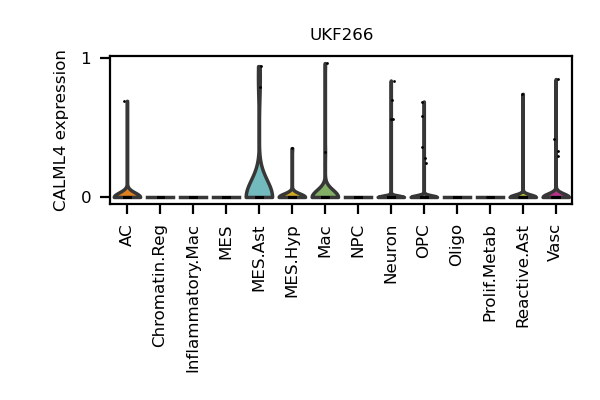 UKF266
CALML4 expression
1
0
AC
Chromatin.Reg
Inflammatory.Mac
MES
MES.Ast
MES.Hyp
Mac
NPC
Neuron
OPC
Oligo
Prolif.Metab
Reactive.Ast
Vasc